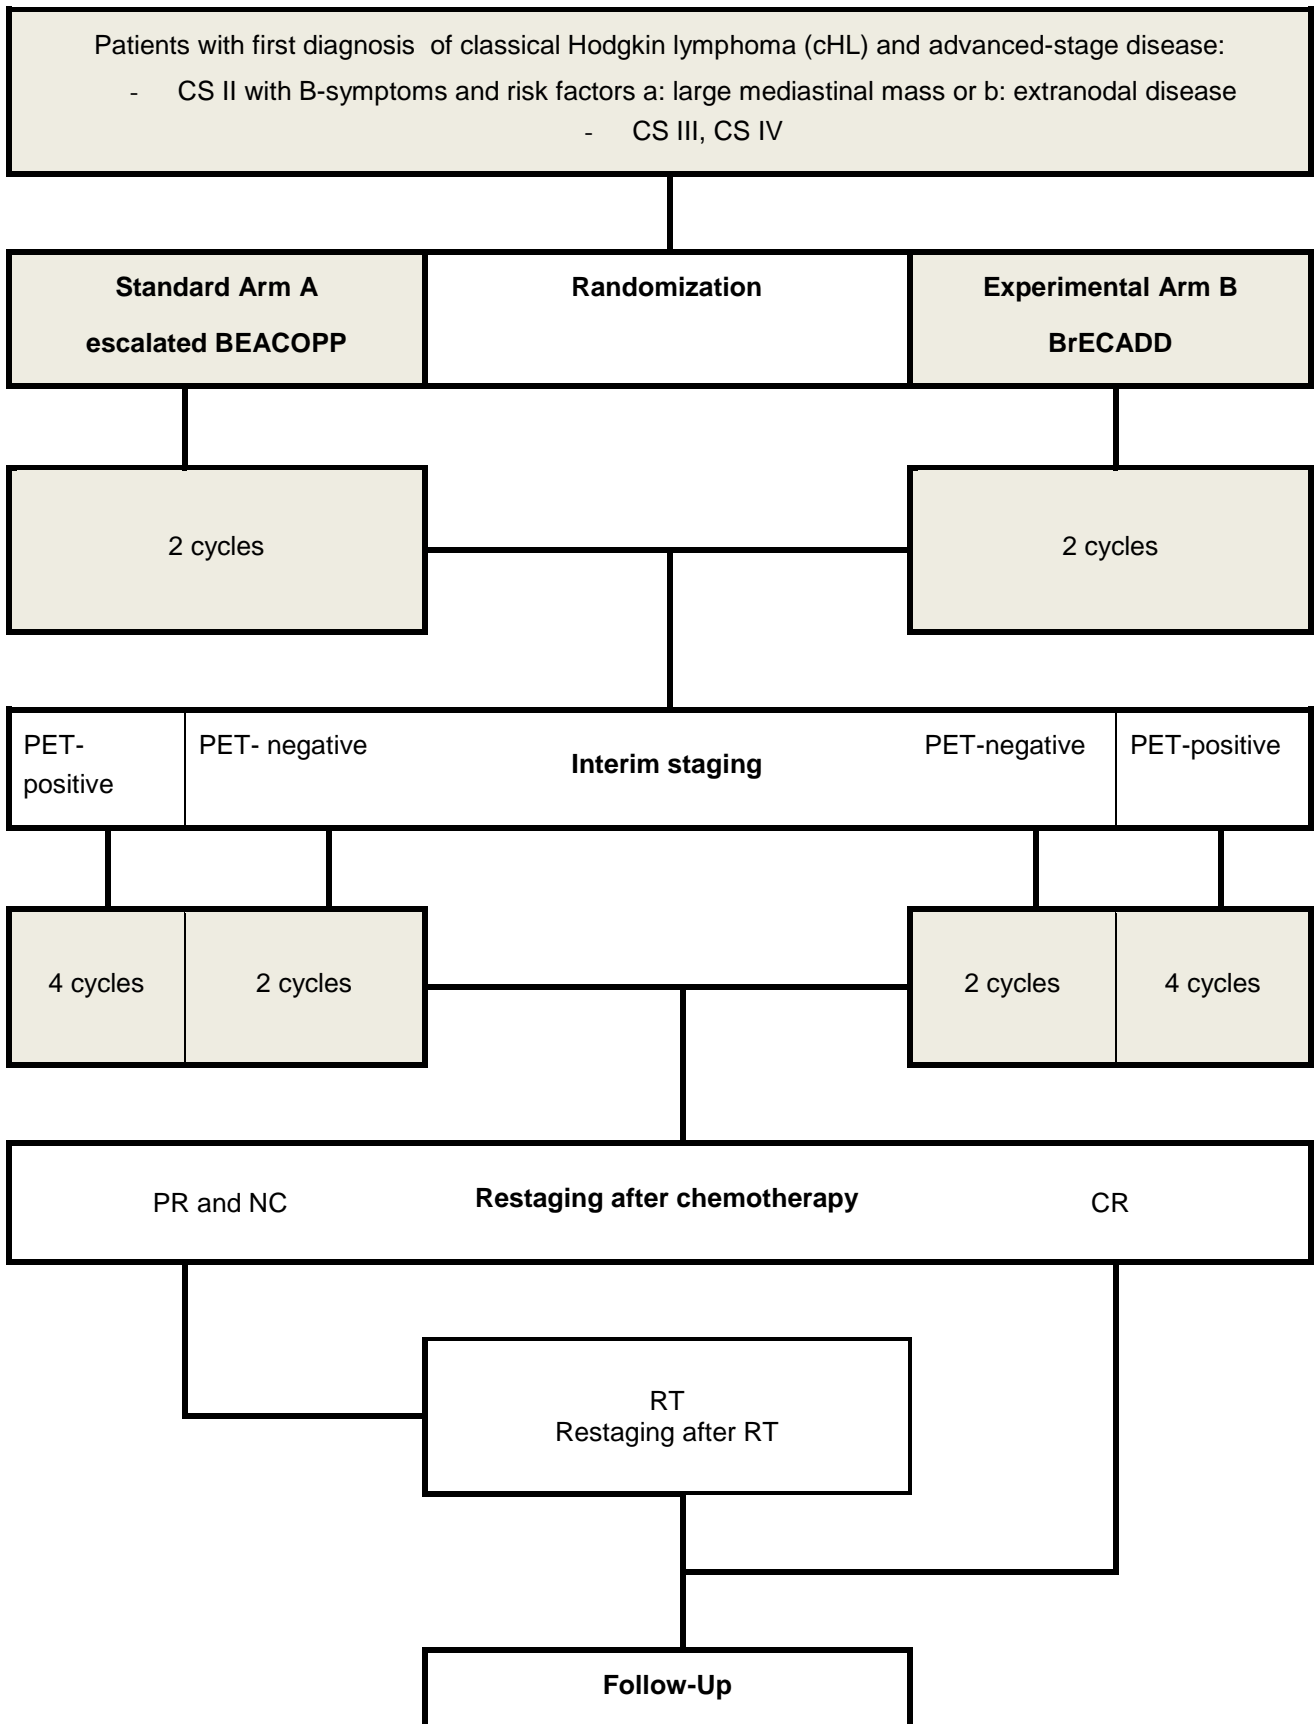 Patients with first diagnosis of classical Hodgkin lymphoma (cHL) and advanced-stage disease:
- CS II with B-symptoms and risk factors a: large mediastinal mass or b: extranodal disease
- CS III, CS IV
Standard Arm A
escalated BEACOPP
Randomization
Experimental Arm B
BrECADD
2 cycles
2 cycles
PET-
positive
PET- negative
Interim staging
PET-negative
PET-positive
4 cycles
2 cycles
2 cycles
4 cycles
PR and NC
Restaging after chemotherapy
CR
RT
Restaging after RT
Follow-Up